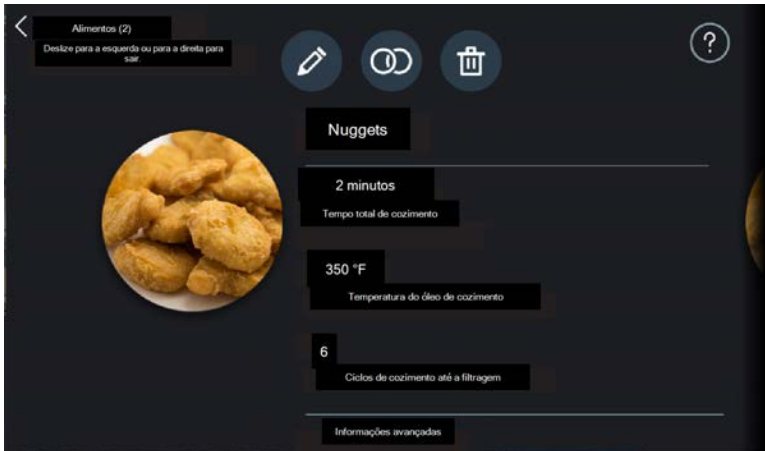 Alimentos (2)
Deslize para a esquerda ou para a direita para
sair.
?
Nuggets
2 minutos
Tempo total de cozimento
350 °F
Temperatura do óleo de cozimento
6
Ciclos de cozimento até a filtragem
Informações avançadas